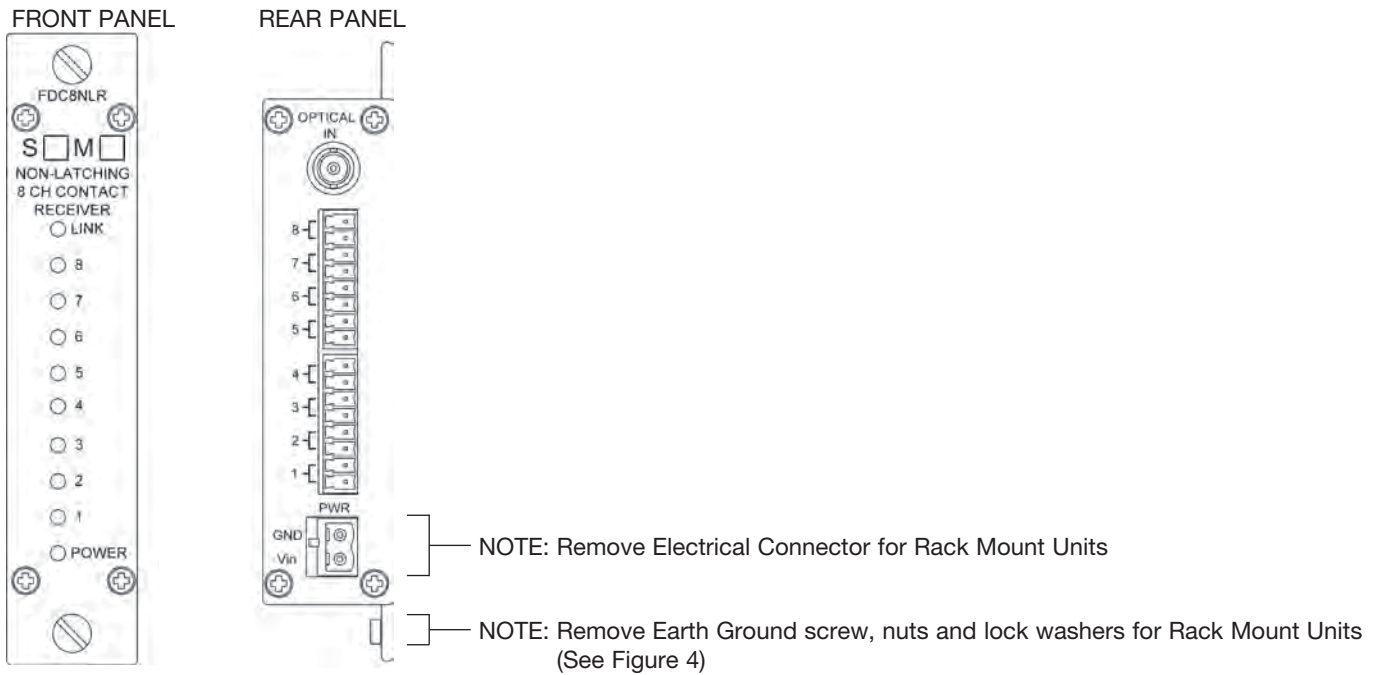 FRONT PANEL
FDC8NLR
S M
NON-LATCHING
8 CH CONTACT
RECEIVER
LINK
8
7
6
5
4
3
2
1
POWER
REAR PANEL
OPTICAL
IN
8
7
6
5
4
3
2
1
PWR
GND
Vin
NOTE: Remove Electrical Connector for Rack Mount Units
NOTE: Remove Earth Ground screw, nuts and lock washers for Rack Mount Units
(See Figure 4)